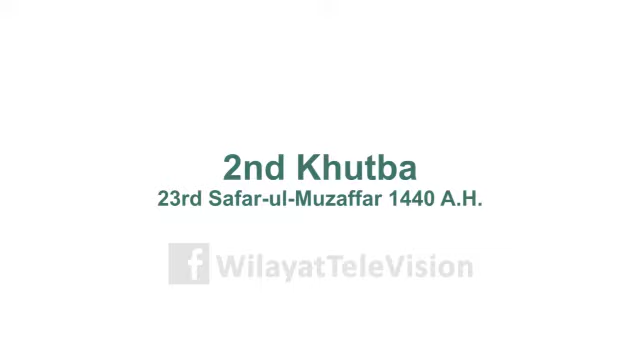 2nd Khutba
23rd Safar-ul-Muzaffar 1440 A.H.
f WilayatTeleVision